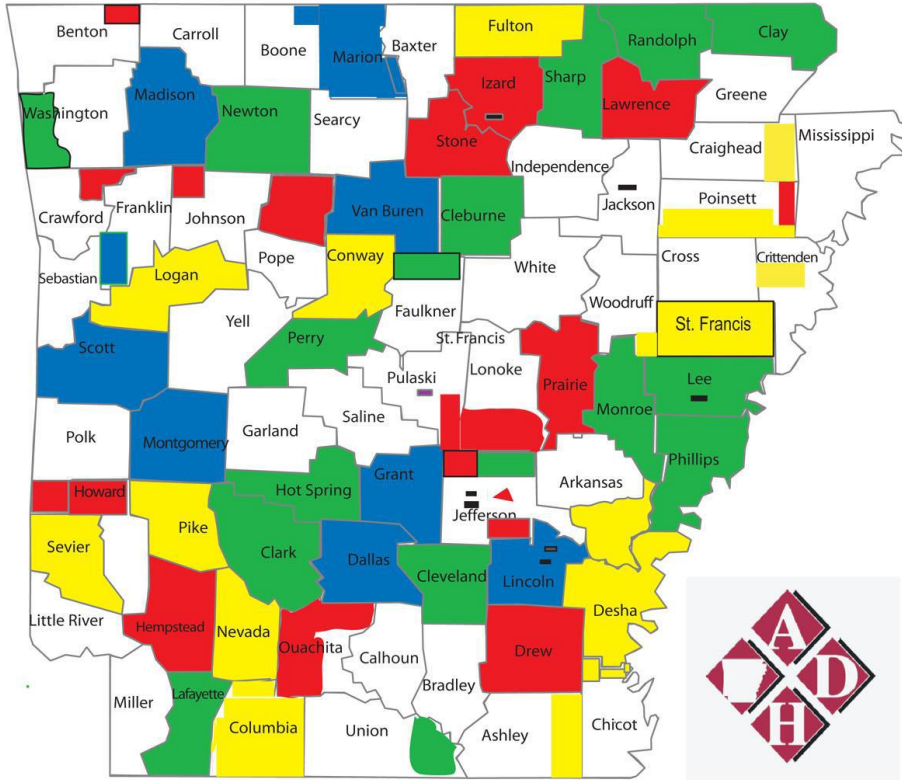 Benton
Carroll
Boone
Marion
Baxter
Fulton
Randolph
Clay
Izard
Sharp
Washington
Madison
Newton
Searcy
Lawrence
Greene
Stone
Craighead
Mississippi
Independence
Jackson
Crawford
Franklin
Johnson
Van Buren
Cleburne
Poinsett
Sebastian
Logan
Pope
Conway
White
Cross
Crittenden
Woodruff
Yell
Faulkner
St. Francis
St. Francis
Scott
Perry
Pulaski
Lonoke
Prairie
Lee
Monroe
Polk
Montgomery
Garland
Saline
Grant
Arkansas
Phillips
Howard
Hot Spring
Pike
Jefferson
Sevier
Clark
Dallas
Cleveland
Lincoln
Desha
Little River
Hempstead
Nevada
Ouachita
Calhoun
Drew
Bradley
Miller
Lafayette
Columbia
Union
Ashley
Chicot
A
D
H